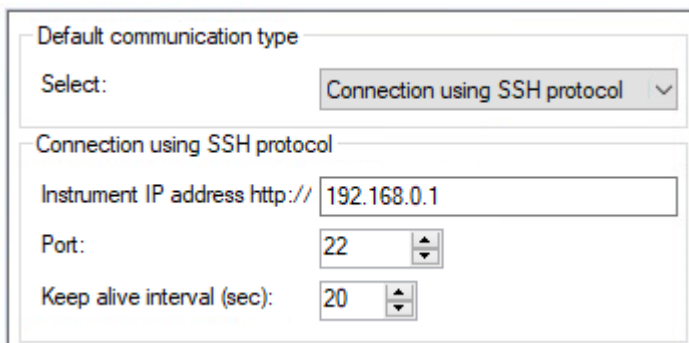 Default communication type
Select: Connection using SSH protocol
Connection using SSH protocol
Instrument IP address http:// 192.168.0.1
Port: 22
Keep alive interval (sec): 20